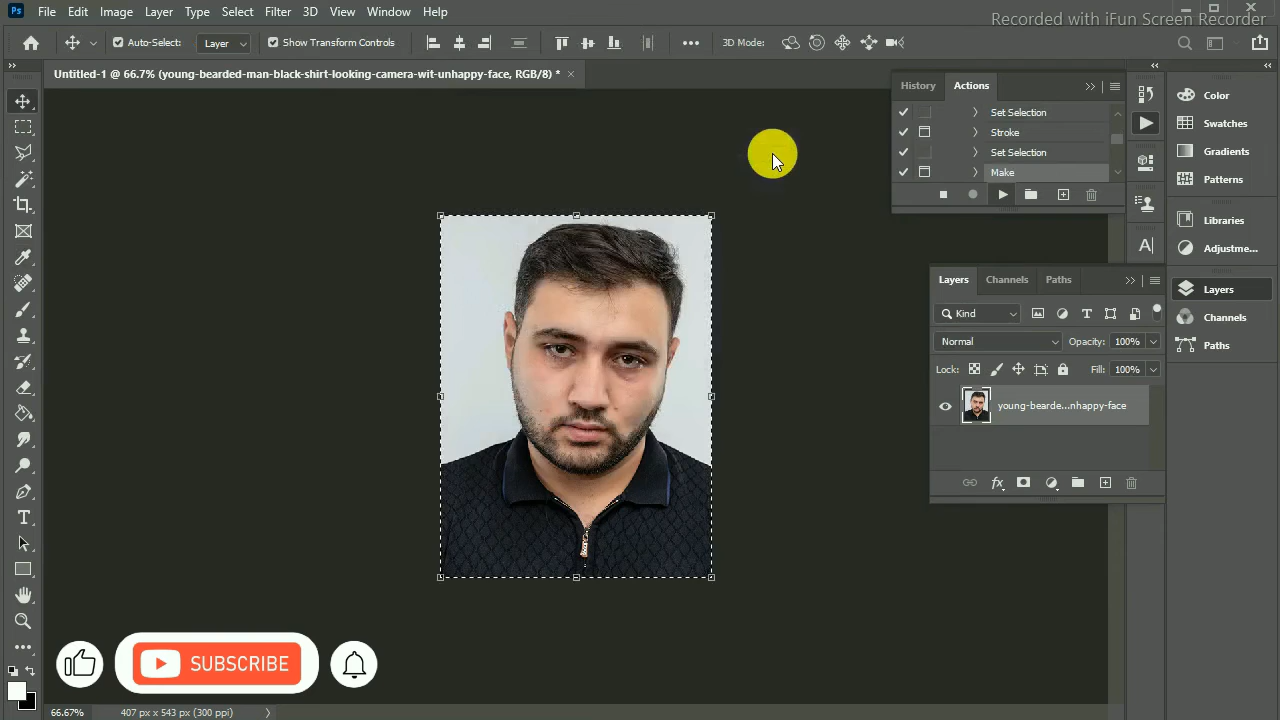 Ps File Edit Image Layer Type Select Filter 3D View Window Help
Recorded with iFun Screen Recorder
Auto-Select: Layer Show Transform Controls 3D Mode:
Untitled-1 @ 66.7% (young-bearded-man-black-shirt-looking-camera-wit-unhappy-face, RGB/8) *
History Actions
Set Selection
Stroke
Set Selection
Make
Color
Swatches
Gradients
Patterns
Libraries
Adjustme...
Layers
Channels
Paths
Layers Channels Paths
Kind
Normal Opacity: 100%
Lock: Fill: 100%
young-bearde...nhappy-face
fx
T
SUBSCRIBE
66.67% 407 px x 543 px (300 ppi)